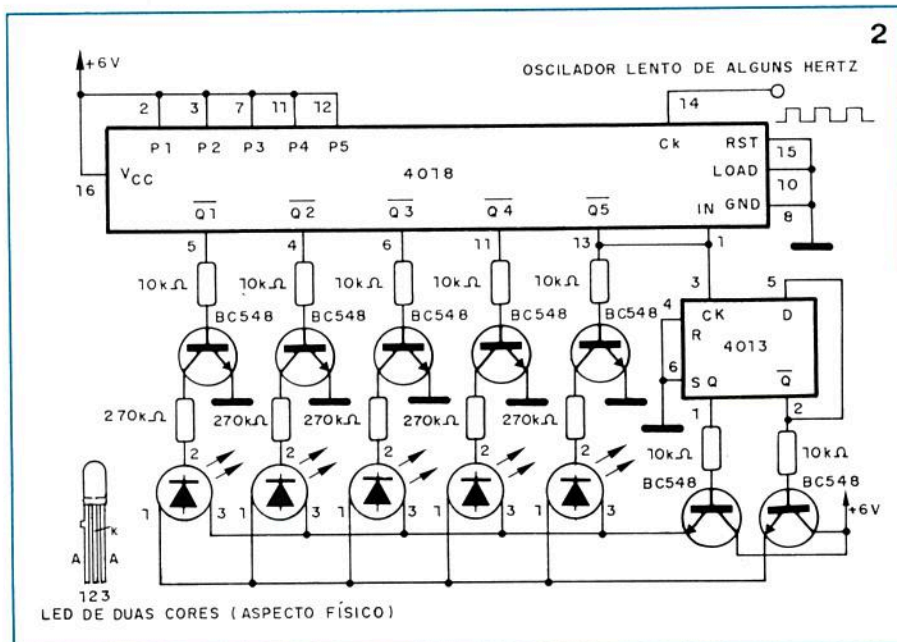 2
+6V
OSCILADOR LENTO DE ALGUNS HERTZ
2 3 7 11 12 14
P1 P2 P3 P4 P5 Ck RST 15
16 VCC 4018 LOAD 10
GND 8
Q1 Q2 Q3 Q4 Q5 IN
5 4 6 11 13 1
10kΩ 10kΩ 10kΩ 10kΩ 10kΩ
3 5
4 CK D
R 4013
6 S Q Q
1 2
BC548 BC548 BC548 BC548 BC548
270kΩ 270kΩ 270kΩ 270kΩ 270kΩ
10kΩ 10kΩ
BC548 BC548
+6V
2 2 2 2 2
1 3 1 3 1 3 1 3 1 3
K
A A
123
LED DE DUAS CORES (ASPECTO FÍSICO)